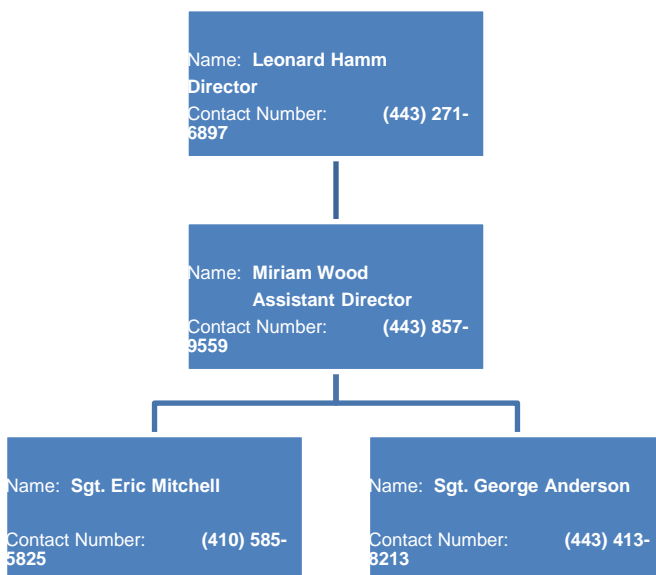 Name: Leonard Hamm
Director
Contact Number: (443) 271-
6897
Name: Miriam Wood
Assistant Director
Contact Number: (443) 857-
9559
Name: Sgt. Eric Mitchell
Contact Number: (410) 585-
5825
Name: Sgt. George Anderson
Contact Number: (443) 413-
8213